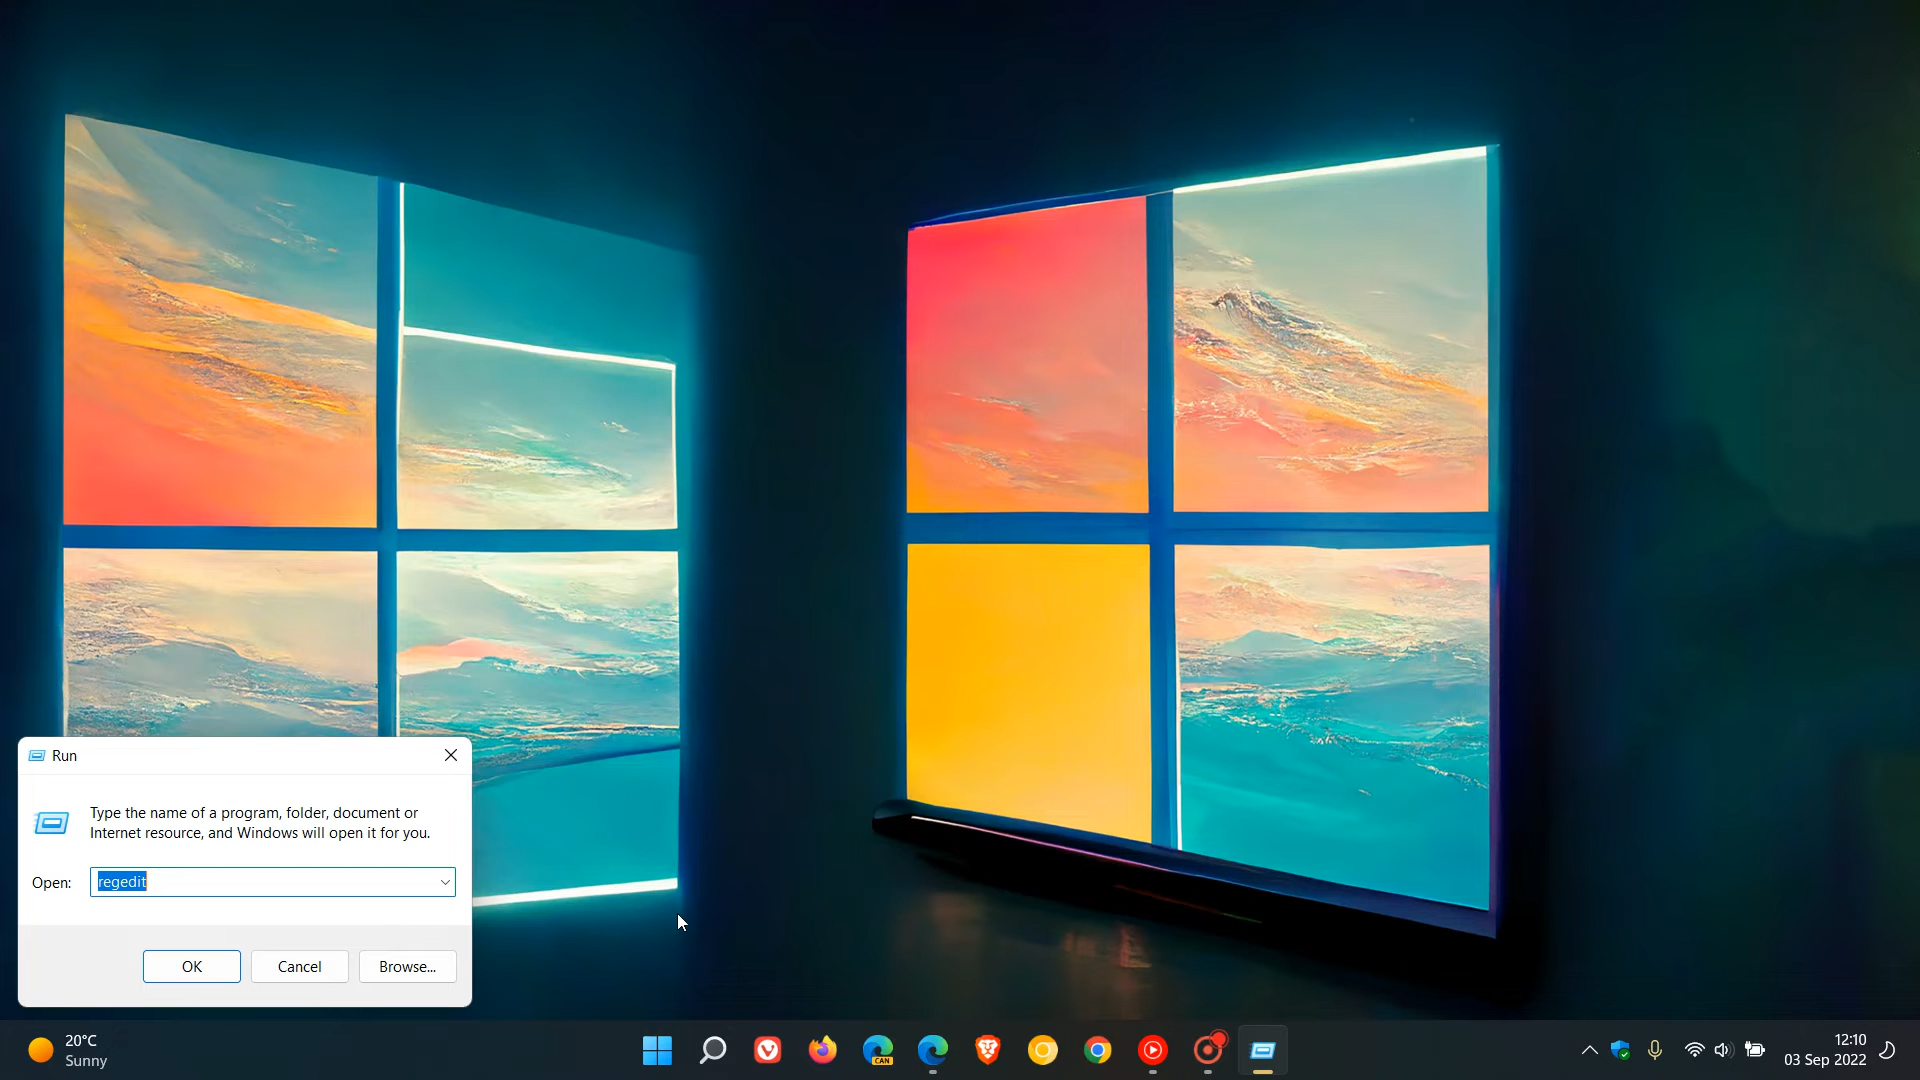 Run
Type the name of a program, folder, document or
Internet resource, and Windows will open it for you.
Open: regedit
OK Cancel Browse...
20°C
Sunny
CAN
12:10
03 Sep 2022